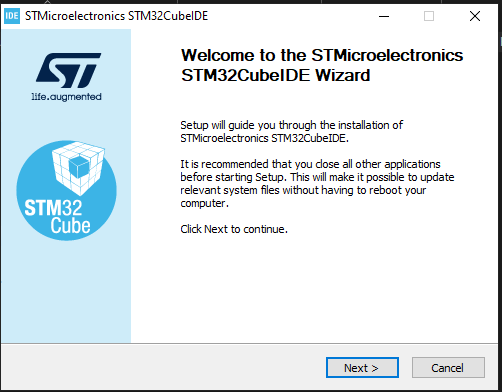 IDE STMicroelectronics STM32CubeIDE
Welcome to the STMicroelectronics
STM32CubeIDE Wizard
ST
life.augmented
Setup will guide you through the installation of
STMicroelectronics STM32CubeIDE.
It is recommended that you close all other applications
before starting Setup. This will make it possible to update
relevant system files without having to reboot your
computer.
STM32
Cube
Click Next to continue.
Next >
Cancel